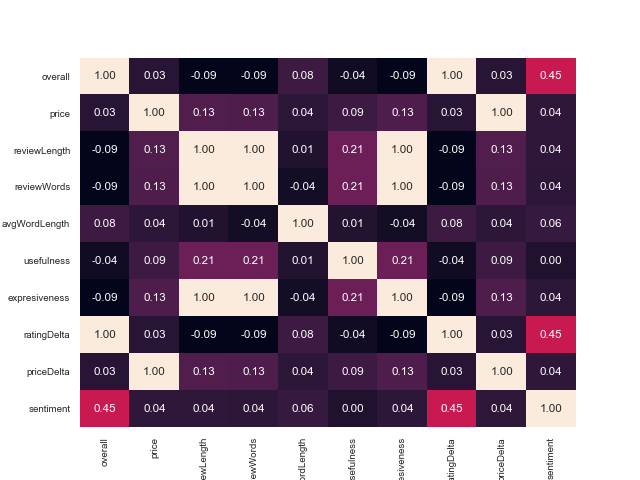 overall 1.00 0.03 -0.09 -0.09 0.08 -0.04 -0.09 1.00 0.03 0.45
price 0.03 1.00 0.13 0.13 0.04 0.09 0.13 0.03 1.00 0.04
reviewLength -0.09 0.13 1.00 1.00 0.01 0.21 1.00 -0.09 0.13 0.04
reviewWords -0.09 0.13 1.00 1.00 -0.04 0.21 1.00 -0.09 0.13 0.04
avgWordLength 0.08 0.04 0.01 -0.04 1.00 0.01 -0.04 0.08 0.04 0.06
usefulness -0.04 0.09 0.21 0.21 0.01 1.00 0.21 -0.04 0.09 0.00
expresiveness -0.09 0.13 1.00 1.00 -0.04 0.21 1.00 -0.09 0.13 0.04
ratingDelta 1.00 0.03 -0.09 -0.09 0.08 -0.04 -0.09 1.00 0.03 0.45
priceDelta 0.03 1.00 0.13 0.13 0.04 0.09 0.13 0.03 1.00 0.04
sentiment 0.45 0.04 0.04 0.04 0.06 0.00 0.04 0.45 0.04 1.00
overall
price
ewLength
ewWords
ordLength
sefulness
esiveness
atingDelta
priceDelta
sentiment